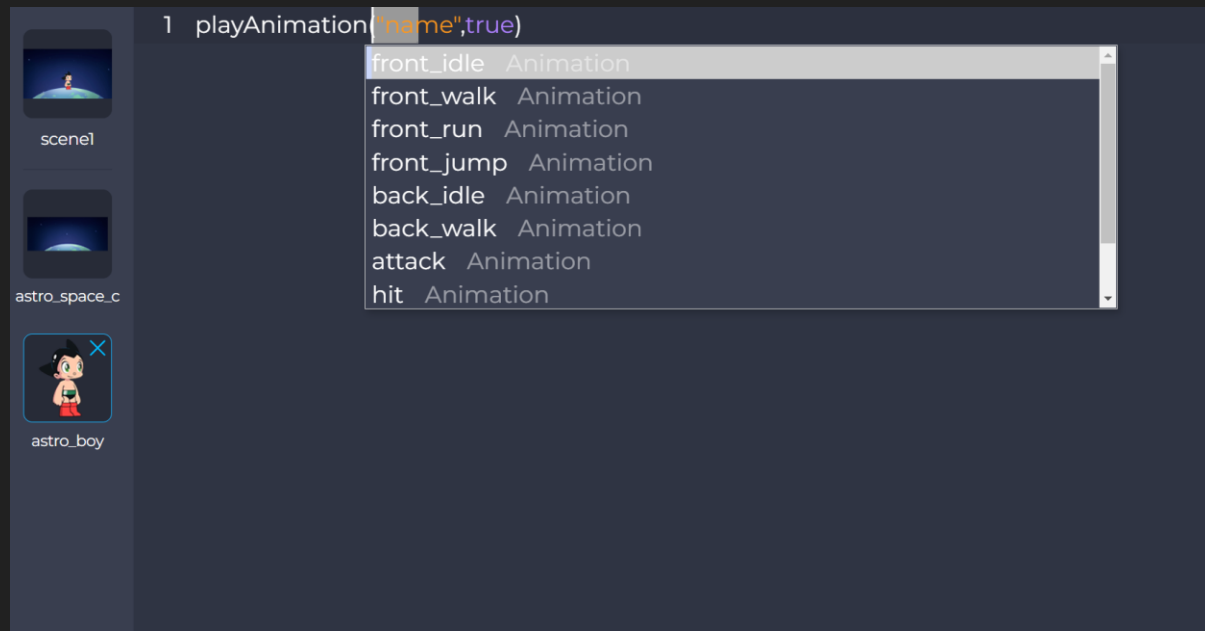 1 playAnimation("name",true)
front_idle Animation
front_walk Animation
front_run Animation
front_jump Animation
back_idle Animation
back_walk Animation
attack Animation
hit Animation
scene1
astro_space_c
astro_boy